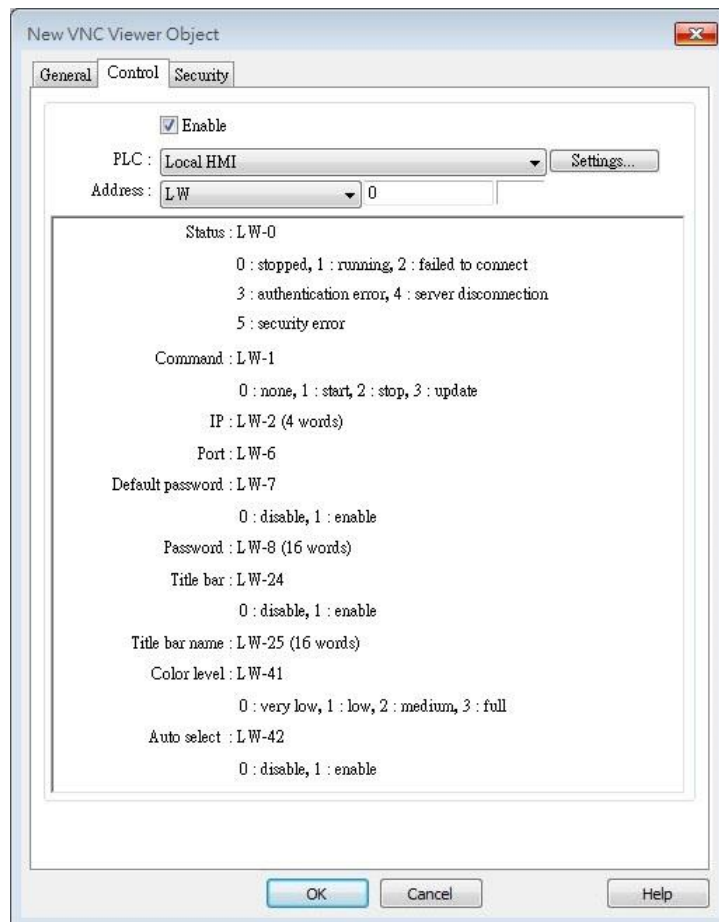 New VNC Viewer Object
General Control Security
Enable
PLC : Local HMI Settings...
Address : LW 0
Status : LW-0
0 : stopped, 1 : running, 2 : failed to connect
3 : authentication error, 4 : server disconnection
5 : security error
Command : LW-1
0 : none, 1 : start, 2 : stop, 3 : update
IP : LW-2 (4 words)
Port : LW-6
Default password : LW-7
0 : disable, 1 : enable
Password : LW-8 (16 words)
Title bar : LW-24
0 : disable, 1 : enable
Title bar name : LW-25 (16 words)
Color level : LW-41
0 : very low, 1 : low, 2 : medium, 3 : full
Auto select : LW-42
0 : disable, 1 : enable
OK Cancel Help